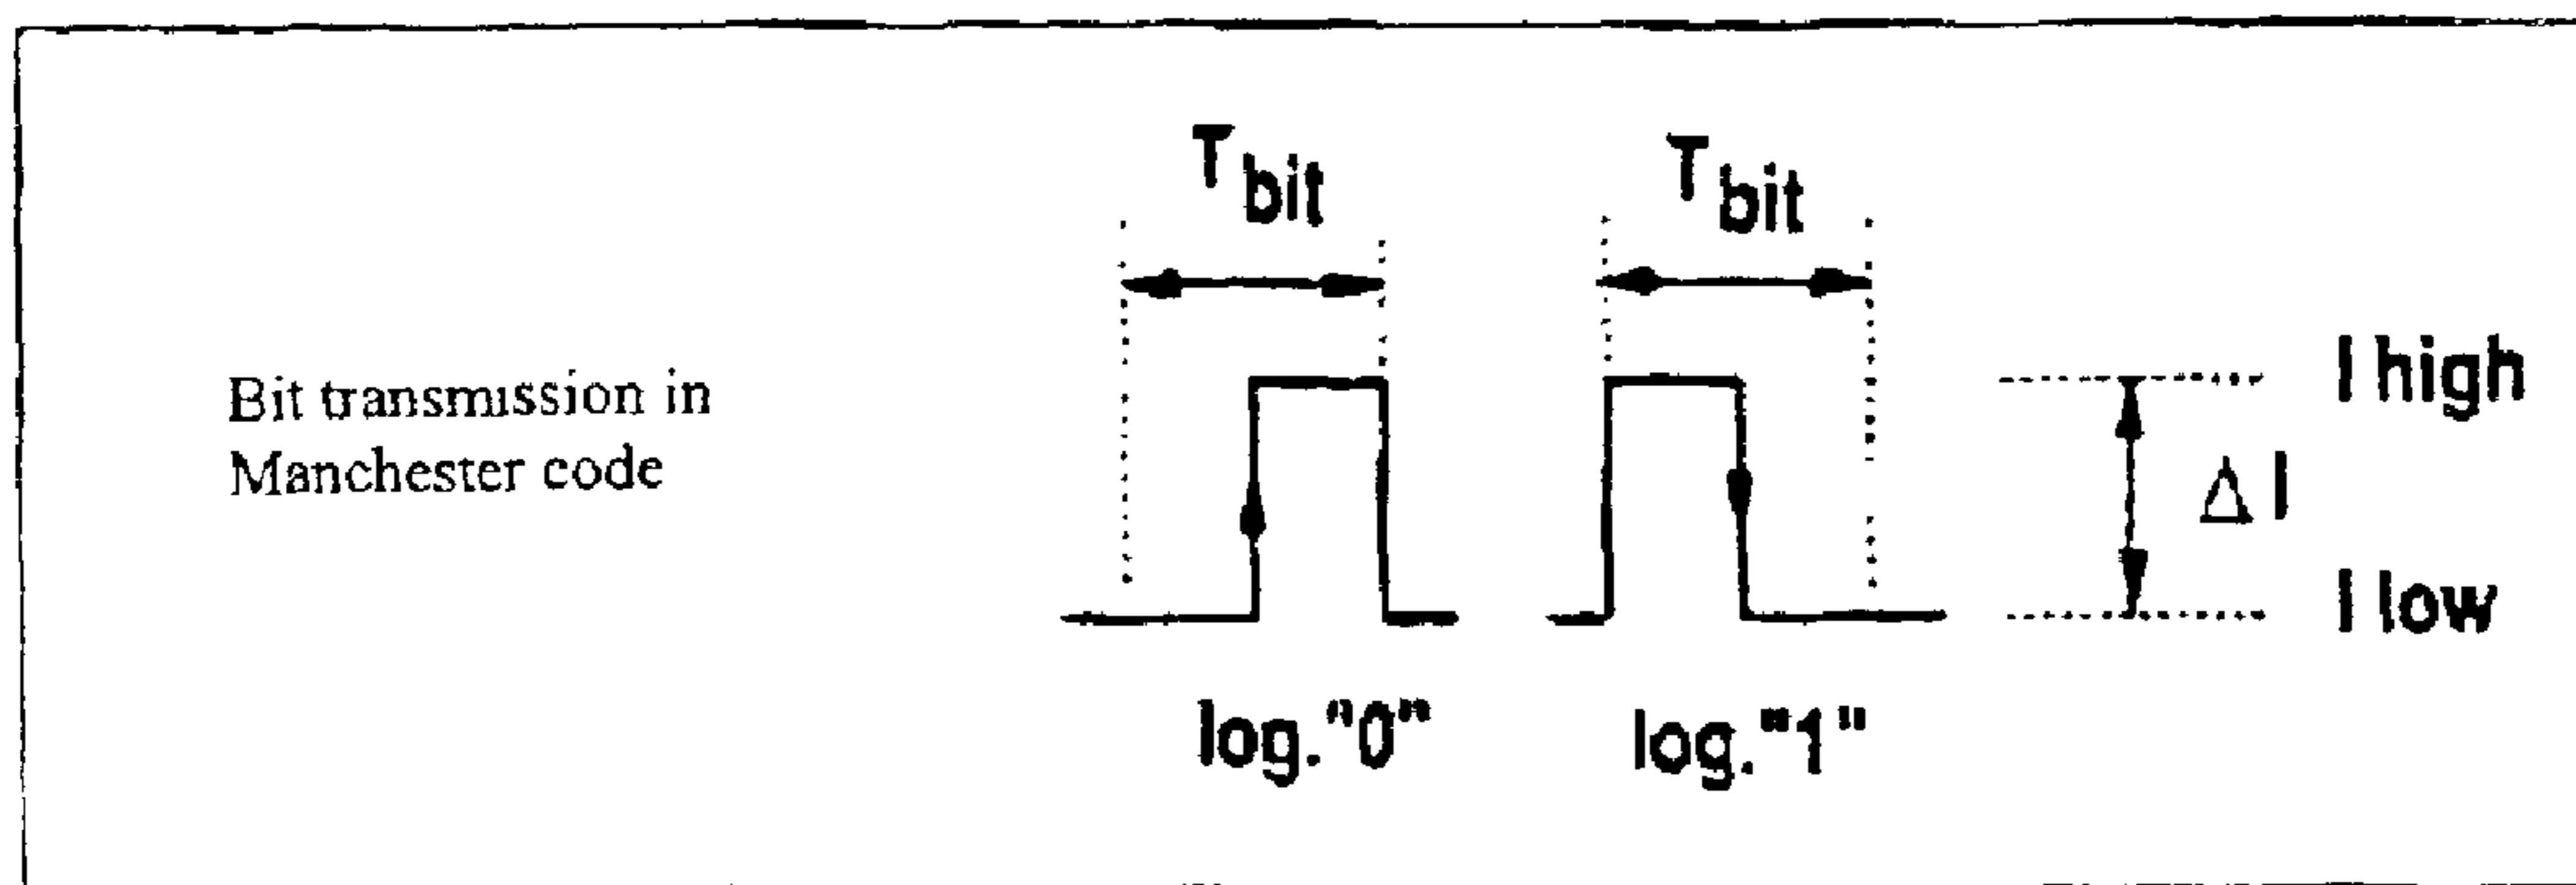 T bit T bit
Bit transmission in
Manchester code
I high
Δ I
I low
log."0" log."1"